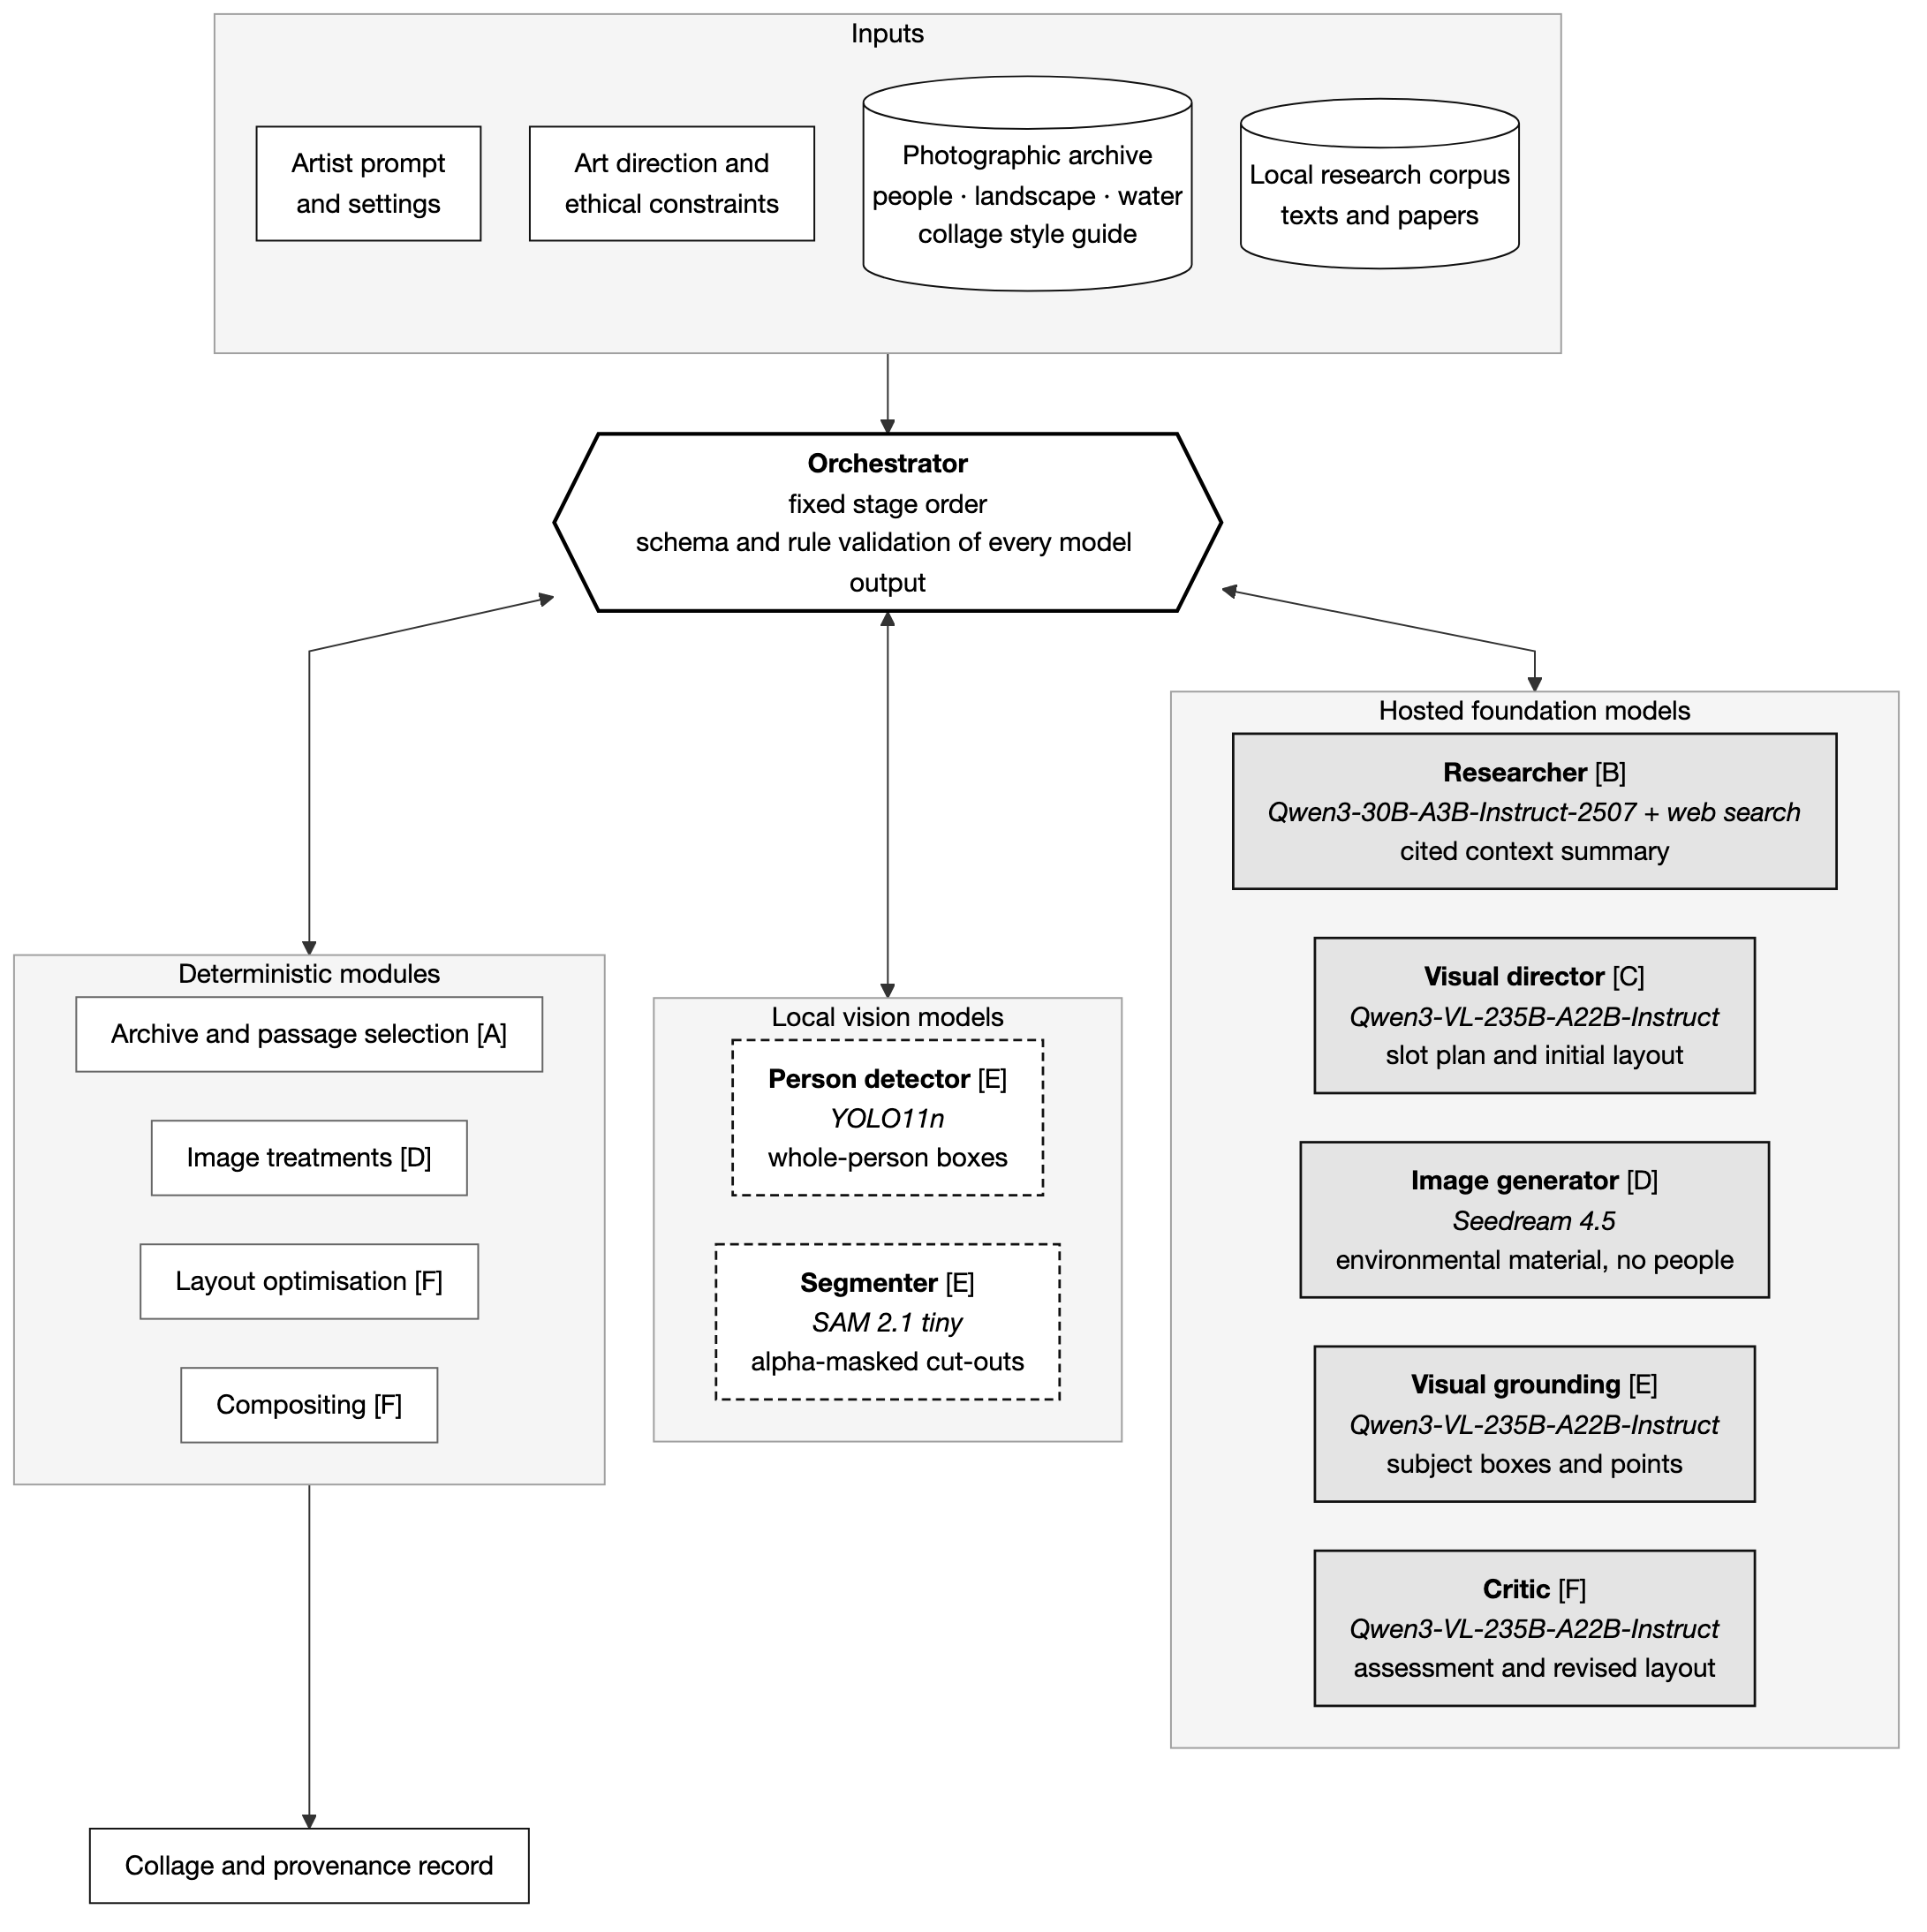 Inputs
Artist prompt
and settings
Art direction and
ethical constraints
Photographic archive
people · landscape · water
collage style guide
Local research corpus
texts and papers
Orchestrator
fixed stage order
schema and rule validation of every model
output
Deterministic modules
Archive and passage selection [A]
Image treatments [D]
Layout optimisation [F]
Compositing [F]
Local vision models
Person detector [E]
YOLO11n
whole-person boxes
Segmenter [E]
SAM 2.1 tiny
alpha-masked cut-outs
Hosted foundation models
Researcher [B]
Qwen3-30B-A3B-Instruct-2507 + web search
cited context summary
Visual director [C]
Qwen3-VL-235B-A22B-Instruct
slot plan and initial layout
Image generator [D]
Seedream 4.5
environmental material, no people
Visual grounding [E]
Qwen3-VL-235B-A22B-Instruct
subject boxes and points
Critic [F]
Qwen3-VL-235B-A22B-Instruct
assessment and revised layout
Collage and provenance record